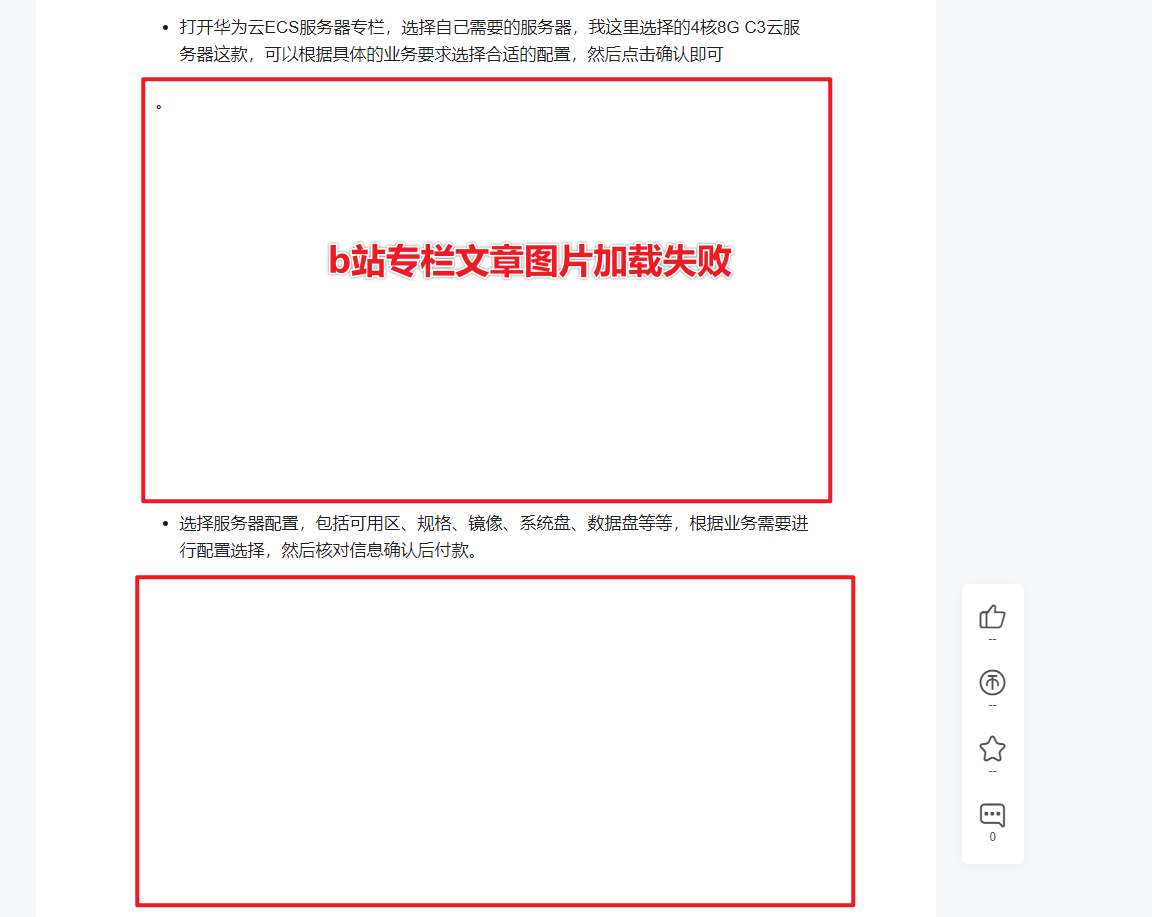 打开华为云ECS服务器专栏，选择自己需要的服务器，我这里选择的4核8G C3云服
务器这款，可以根据具体的业务要求选择合适的配置，然后点击确认即可
。
b站专栏文章图片加载失败
选择服务器配置，包括可用区、规格、镜像、系统盘、数据盘等等，根据业务需要进
行配置选择，然后核对信息确认后付款。
--
--
--
0